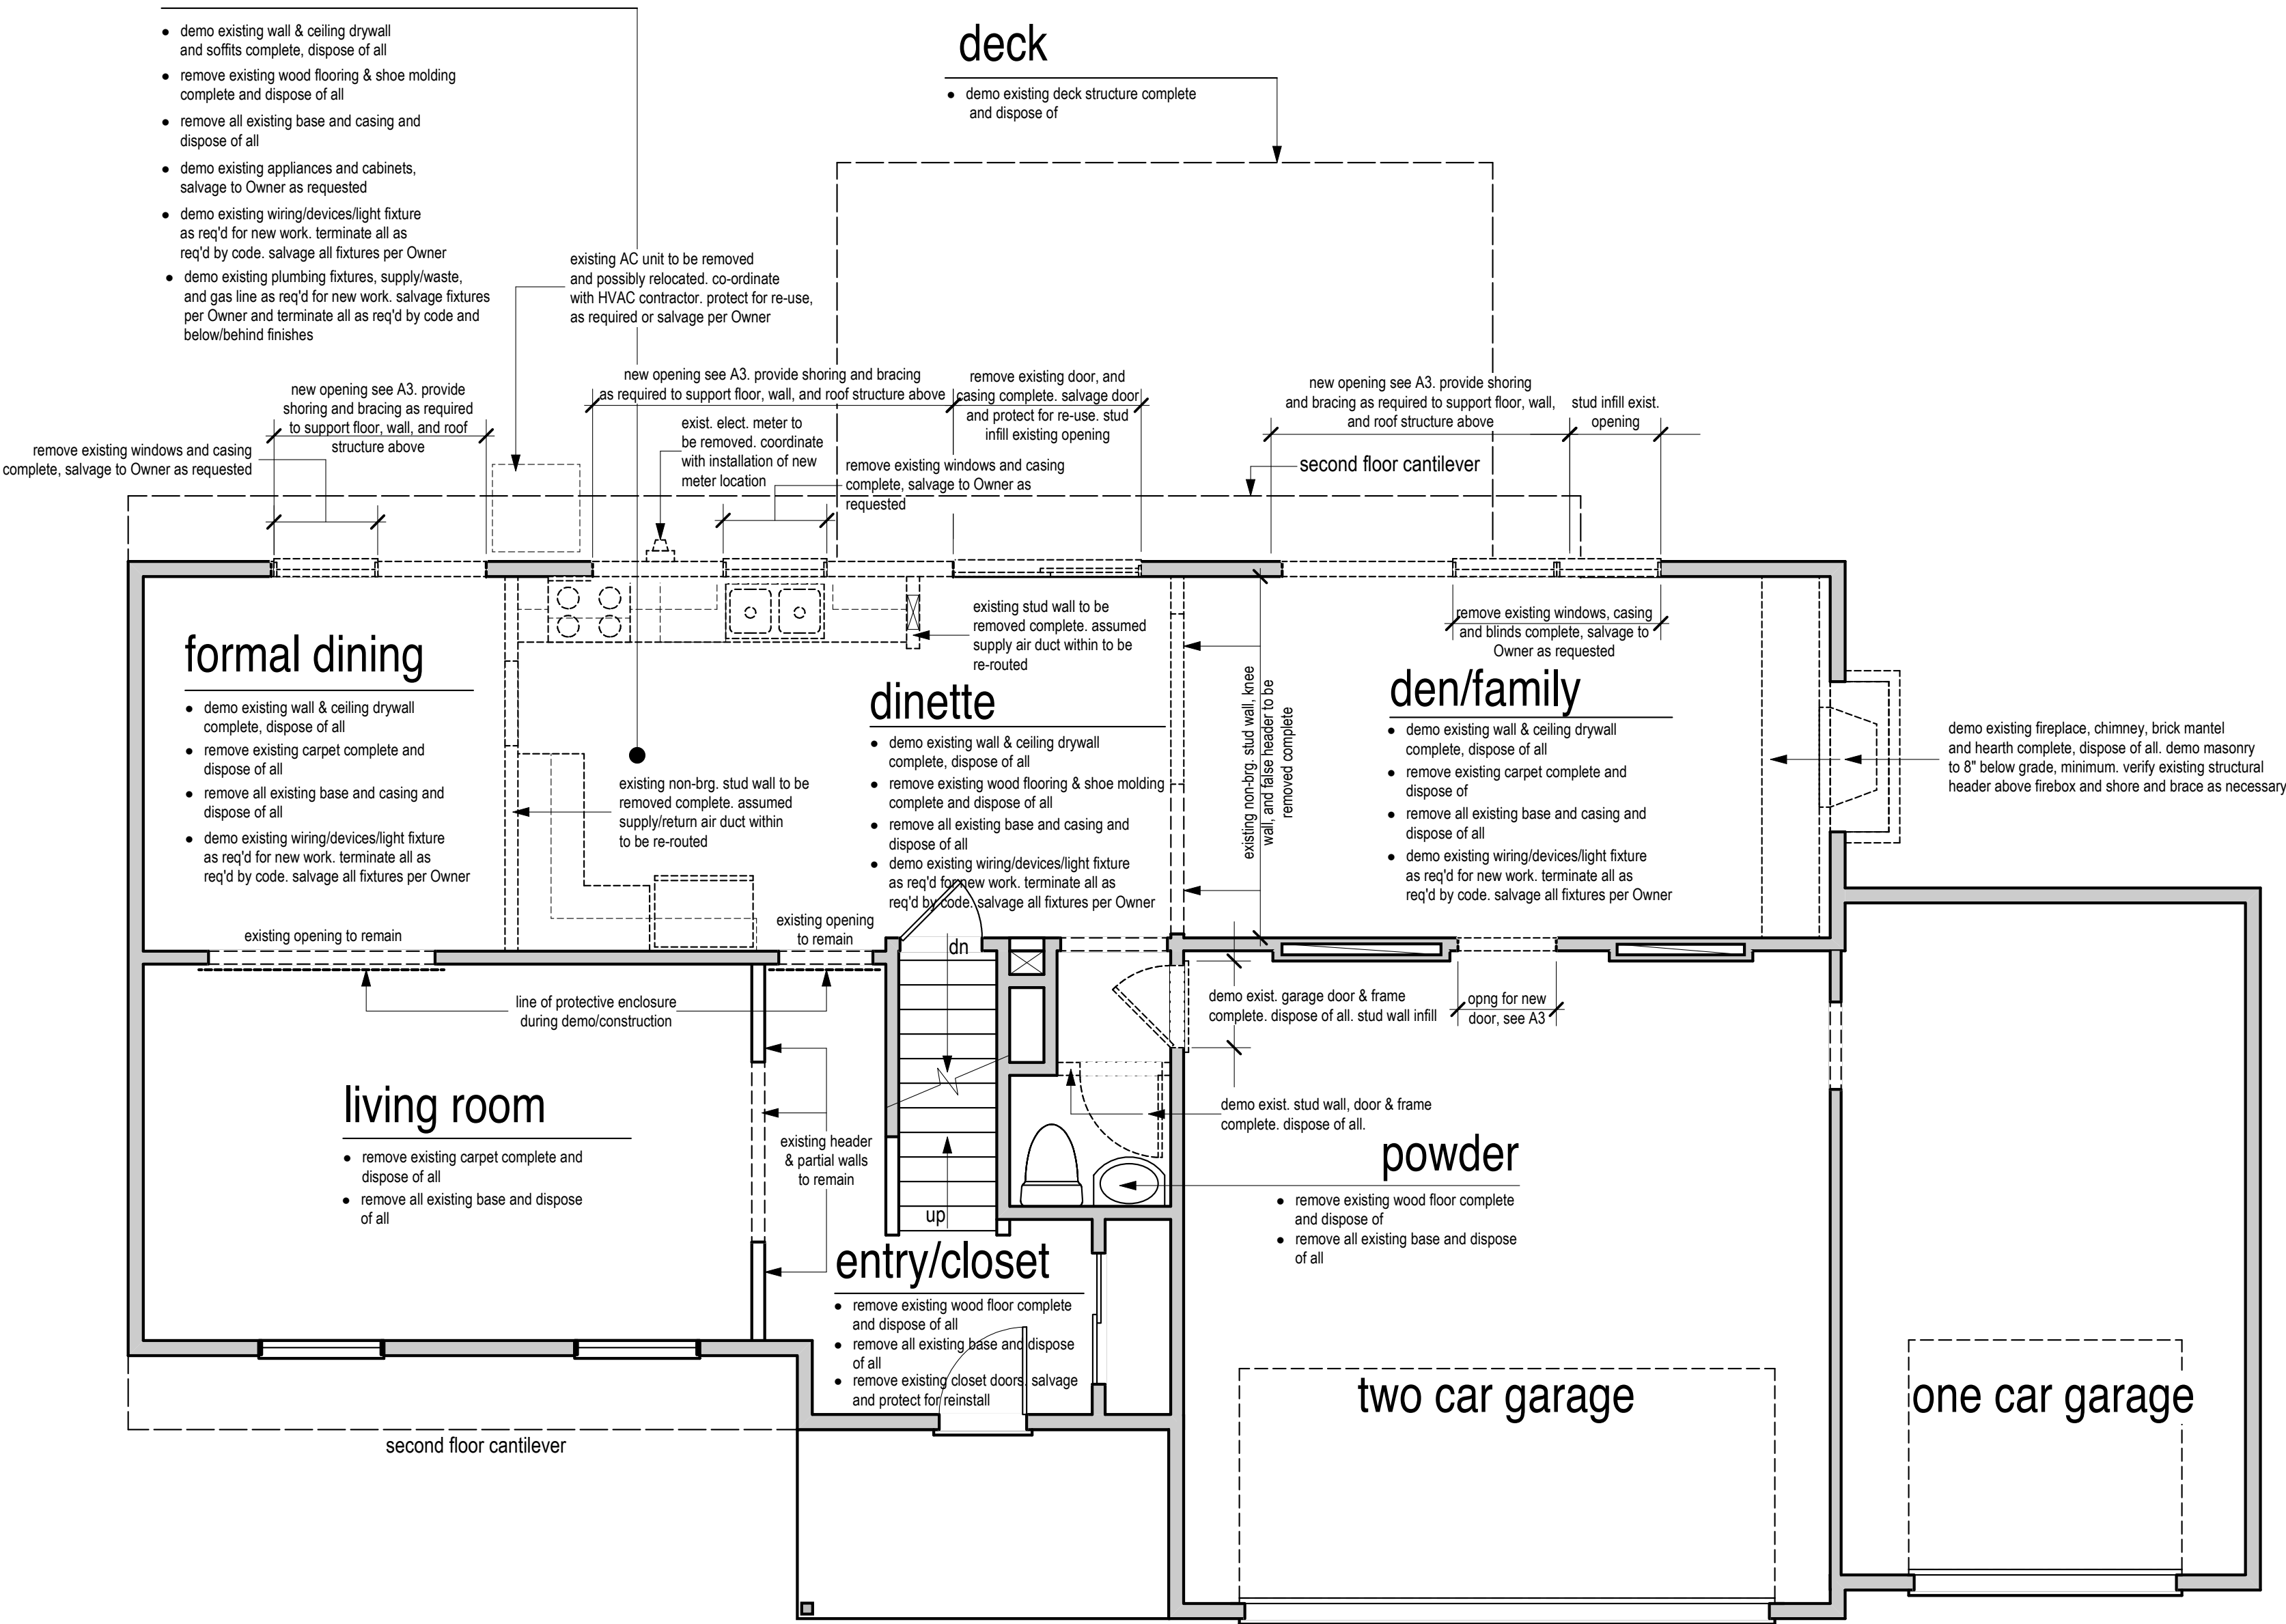 demo existing wall & ceiling drywall
and soffits complete, dispose of all
remove existing wood flooring & shoe molding
complete and dispose of all
remove all existing base and casing and
dispose of all
demo existing appliances and cabinets,
salvage to Owner as requested
demo existing wiring/devices/light fixture
as req'd for new work. terminate all as
req'd by code. salvage all fixtures per Owner
demo existing plumbing fixtures, supply/waste,
and gas line as req'd for new work. salvage fixtures
per Owner and terminate all as req'd by code and
below/behind finishes
deck
demo existing deck structure complete
and dispose of
existing AC unit to be removed
and possibly relocated. co-ordinate
with HVAC contractor. protect for re-use,
as required or salvage per Owner
new opening see A3. provide
shoring and bracing as required
to support floor, wall, and roof
structure above
remove existing windows and casing
complete, salvage to Owner as requested
new opening see A3. provide shoring and bracing
as required to support floor, wall, and roof structure above
exist. elect. meter to
be removed. coordinate
with installation of new
meter location
remove existing door, and
casing complete. salvage door
and protect for re-use. stud
infill existing opening
remove existing windows and casing
complete, salvage to Owner as
requested
new opening see A3. provide shoring
and bracing as required to support floor, wall,
and roof structure above
stud infill exist.
opening
second floor cantilever
formal dining
demo existing wall & ceiling drywall
complete, dispose of all
remove existing carpet complete and
dispose of all
remove all existing base and casing and
dispose of all
demo existing wiring/devices/light fixture
as req'd for new work. terminate all as
req'd by code. salvage all fixtures per Owner
existing stud wall to be
removed complete. assumed
supply air duct within to be
re-routed
existing non-brg. stud wall to be
removed complete. assumed
supply/return air duct within
to be re-routed
dinette
demo existing wall & ceiling drywall
complete, dispose of all
remove existing wood flooring & shoe molding
complete and dispose of all
remove all existing base and casing and
dispose of all
demo existing wiring/devices/light fixture
as req'd for new work. terminate all as
req'd by code. salvage all fixtures per Owner
existing non-brg. stud wall, knee
wall, and false header to be
removed complete
remove existing windows, casing
and blinds complete, salvage to
Owner as requested
den/family
demo existing wall & ceiling drywall
complete, dispose of all
remove existing carpet complete and
dispose of
remove all existing base and casing and
dispose of all
demo existing wiring/devices/light fixture
as req'd for new work. terminate all as
req'd by code. salvage all fixtures per Owner
demo existing fireplace, chimney, brick mantel
and hearth complete, dispose of all. demo masonry
to 8" below grade, minimum. verify existing structural
header above firebox and shore and brace as necessary
existing opening to remain
existing opening
to remain
dn
line of protective enclosure
during demo/construction
demo exist. garage door & frame
complete. dispose of all. stud wall infill
opng for new
door, see A3
living room
remove existing carpet complete and
dispose of all
remove all existing base and dispose
of all
existing header
& partial walls
to remain
demo exist. stud wall, door & frame
complete. dispose of all.
powder
remove existing wood floor complete
and dispose of
remove all existing base and dispose
of all
up
entry/closet
remove existing wood floor complete
and dispose of all
remove all existing base and dispose
of all
remove existing closet doors, salvage
and protect for reinstall
two car garage
one car garage
second floor cantilever